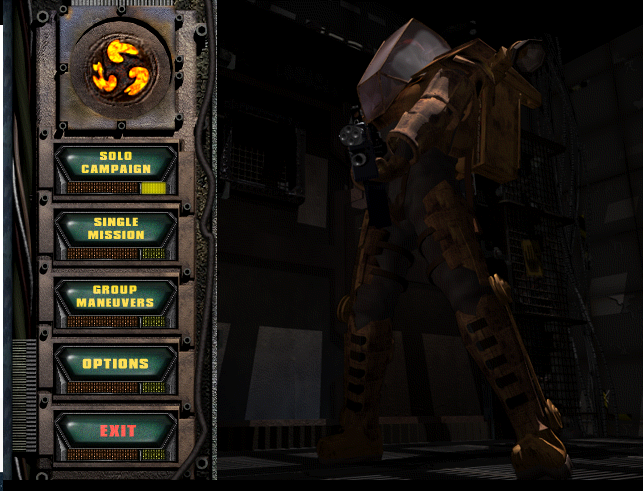 SOLO
CAMPAIGN
SINGLE
MISSION
GROUP
MANEUVERS
OPTIONS
EXIT